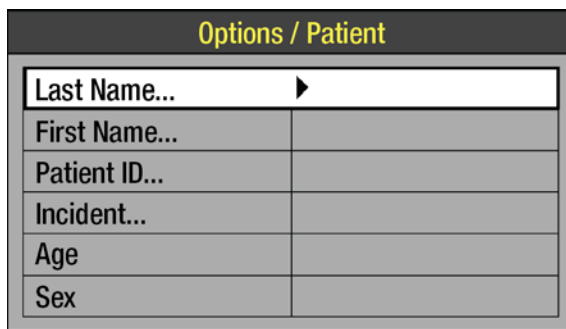 Options / Patient
Last Name...
First Name...
Patient ID...
Incident...
Age
Sex